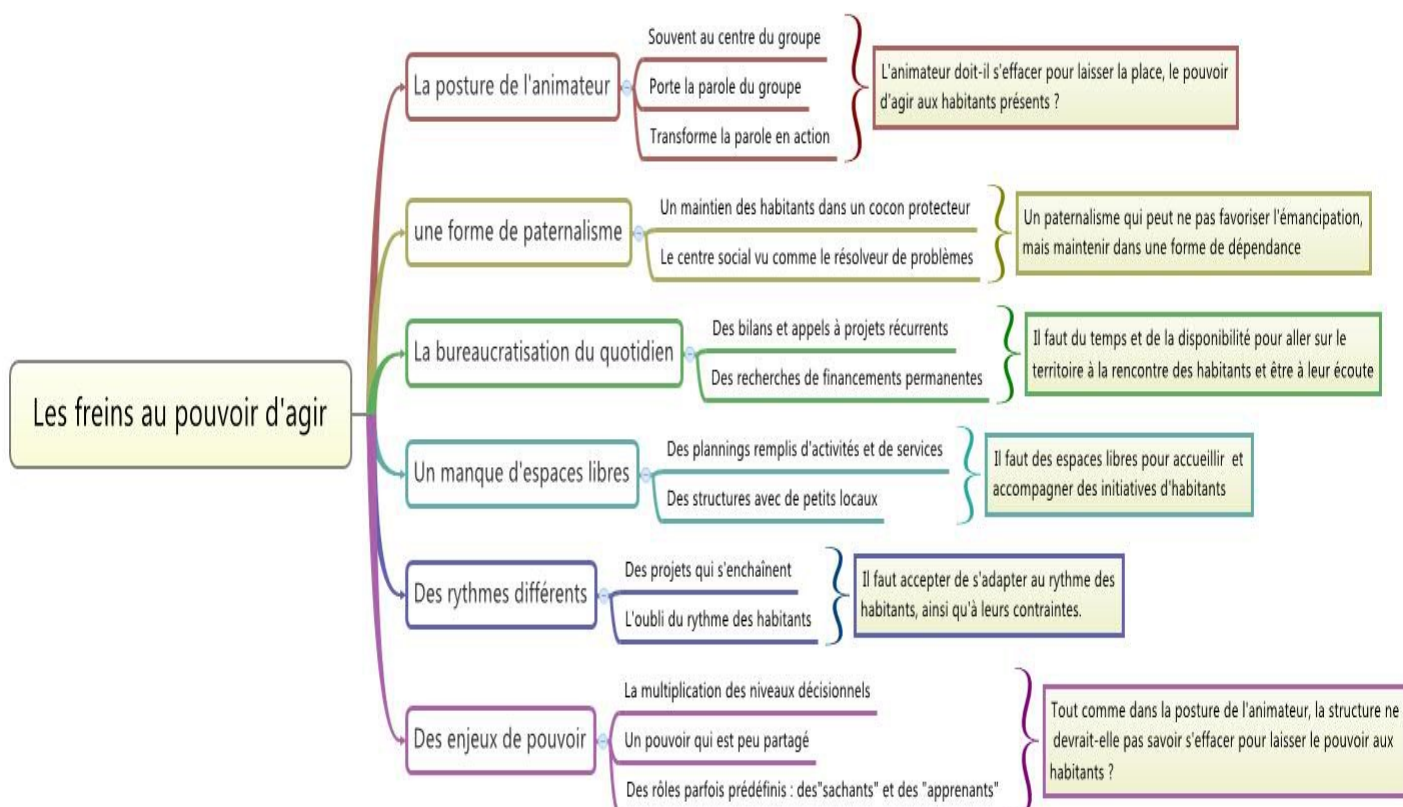 Les freins au pouvoir d'agir
La posture de l'animateur
Souvent au centre du groupe
Porte la parole du groupe
Transforme la parole en action
L'animateur doit-il s'effacer pour laisser la place, le pouvoir
d'agir aux habitants présents ?
une forme de paternalisme
Un maintien des habitants dans un cocon protecteur
Le centre social vu comme le résolveur de problèmes
Un paternalisme qui peut ne pas favoriser l'émancipation,
mais maintenir dans une forme de dépendance
La bureaucratisation du quotidien
Des bilans et appels à projets récurrents
Des recherches de financements permanentes
Il faut du temps et de la disponibilité pour aller sur le
territoire à la rencontre des habitants et être à leur écoute
Un manque d'espaces libres
Des plannings remplis d'activités et de services
Des structures avec de petits locaux
Il faut des espaces libres pour accueillir et
accompagner des initiatives d'habitants
Des rythmes différents
Des projets qui s'enchaînent
L'oubli du rythme des habitants
Il faut accepter de s'adapter au rythme des
habitants, ainsi qu'à leurs contraintes.
Des enjeux de pouvoir
La multiplication des niveaux décisionnels
Un pouvoir qui est peu partagé
Des rôles parfois prédéfinis : des"sachants" et des "apprenants"
Tout comme dans la posture de l'animateur, la structure ne
devrait-elle pas savoir s'effacer pour laisser le pouvoir aux
habitants ?